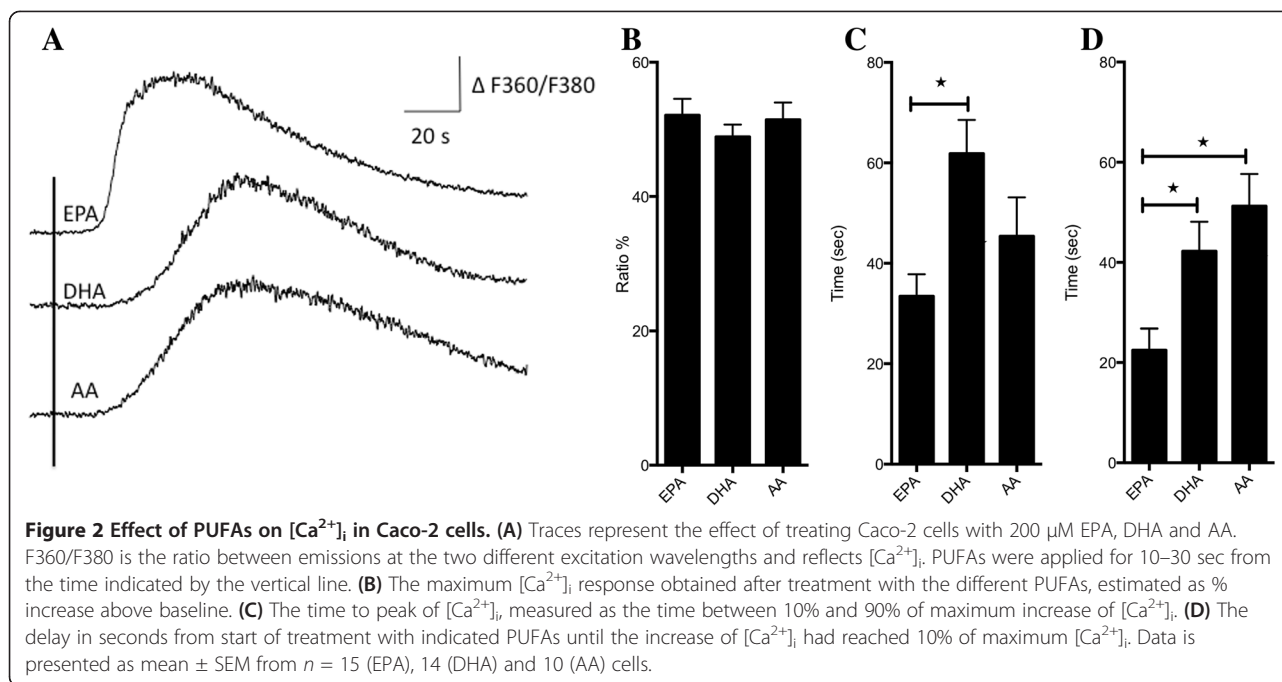 A
Δ F360/F380
20 s
EPA
DHA
AA
B
60
40
20
0
Ratio %
EPA
DHA
AA
C
80
60
40
20
0
Time (sec)
★
EPA
DHA
AA
D
80
60
40
20
0
Time (sec)
★
★
EPA
DHA
AA
Figure 2 Effect of PUFAs on [Ca²⁺]ᵢ in Caco-2 cells. (A) Traces represent the effect of treating Caco-2 cells with 200 μM EPA, DHA and AA.
F360/F380 is the ratio between emissions at the two different excitation wavelengths and reflects [Ca²⁺]ᵢ. PUFAs were applied for 10–30 sec from
the time indicated by the vertical line. (B) The maximum [Ca²⁺]ᵢ response obtained after treatment with the different PUFAs, estimated as %
increase above baseline. (C) The time to peak of [Ca²⁺]ᵢ, measured as the time between 10% and 90% of maximum increase of [Ca²⁺]ᵢ. (D) The
delay in seconds from start of treatment with indicated PUFAs until the increase of [Ca²⁺]ᵢ had reached 10% of maximum [Ca²⁺]ᵢ. Data is
presented as mean ± SEM from n = 15 (EPA), 14 (DHA) and 10 (AA) cells.